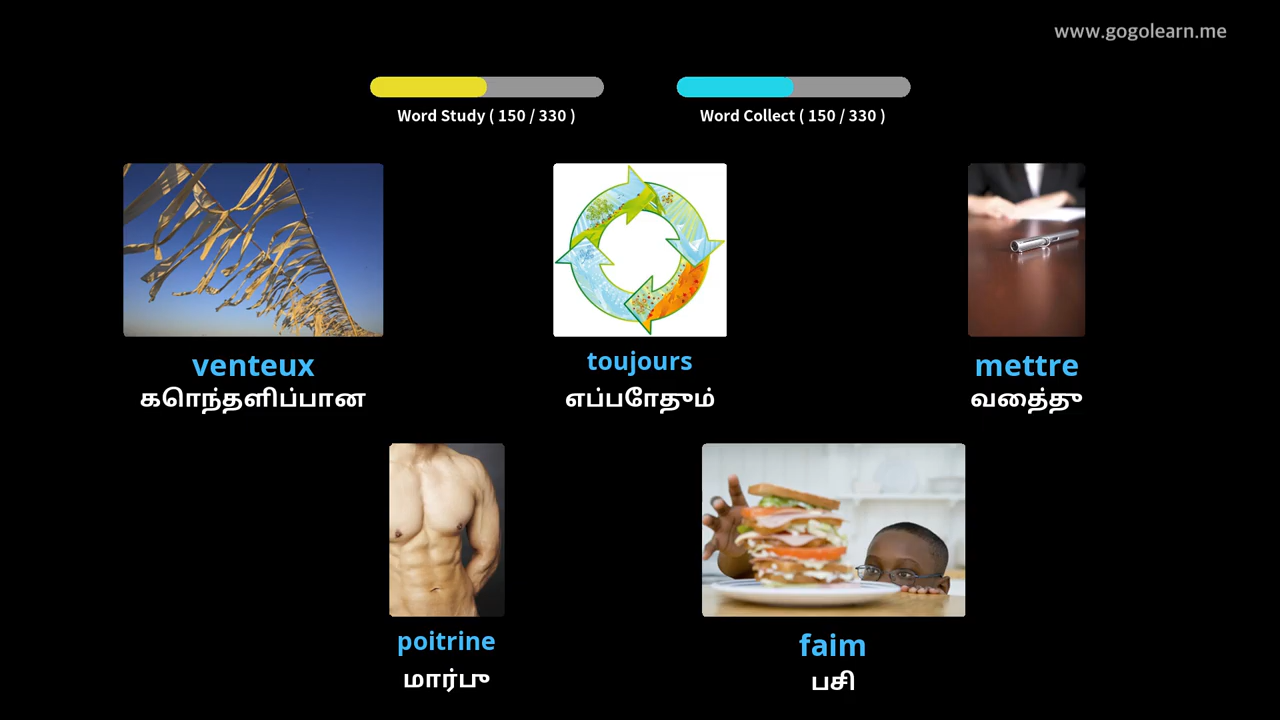 www.gogolearn.me
Word Study ( 150 / 330 )
Word Collect ( 150 / 330 )
venteux
கொந்தளிப்பான
toujours
எப்போதும்
mettre
வைத்து
poitrine
மார்பு
faim
பசி